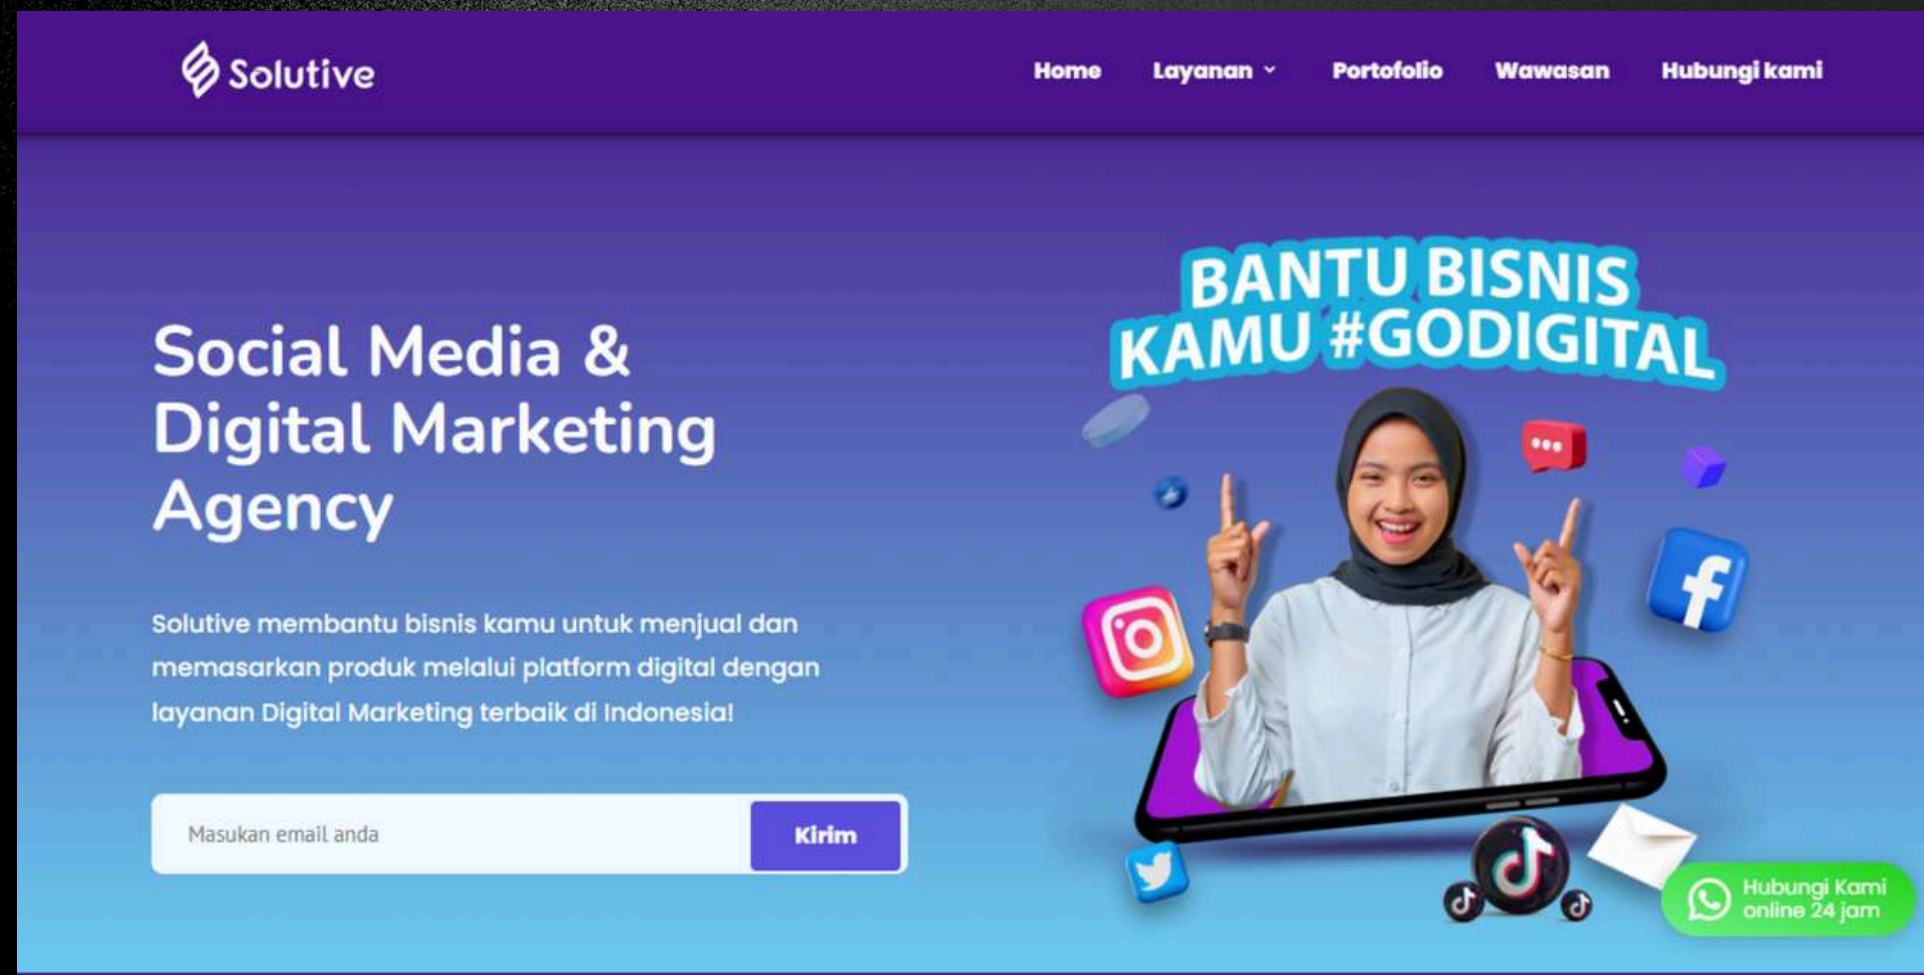 Solutive
Home Layanan Portofolio Wawasan Hubungi kami
Social Media &
Digital Marketing
Agency
Solutive membantu bisnis kamu untuk menjual dan
memasarkan produk melalui platform digital dengan
layanan Digital Marketing terbaik di Indonesia!
Masukan email anda
Kirim
BANTU BISNIS
KAMU #GODIGITAL
Hubungi Kami
online 24 jam